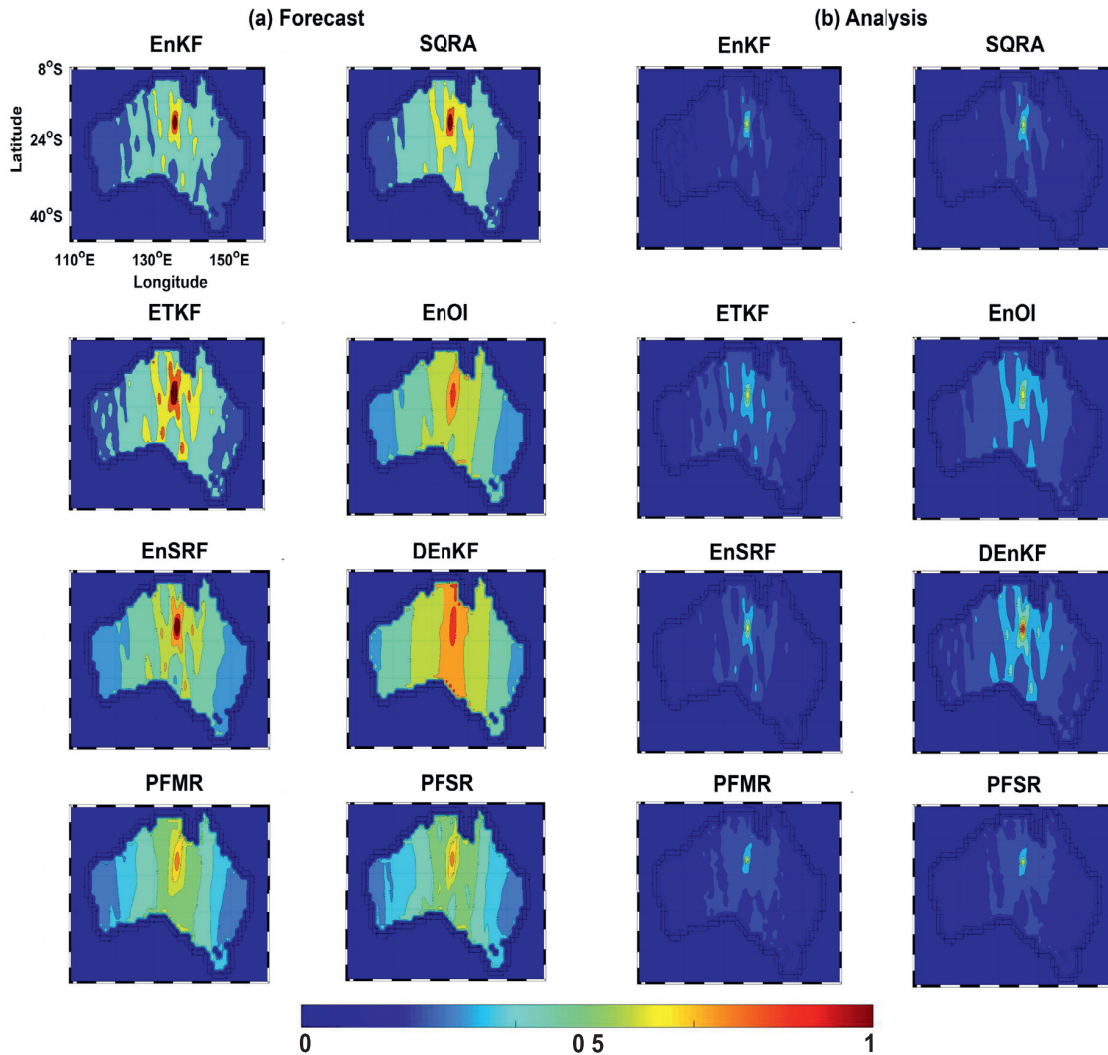 (a) Forecast (b) Analysis
EnKF SQRA EnKF SQRA
8°S
24°S
40°S
Latitude
110°E 130°E 150°E
Longitude
ETKF EnOI ETKF EnOI
EnSRF DEnKF EnSRF DEnKF
PFMR PFSR PFMR PFSR
0 0 5 1